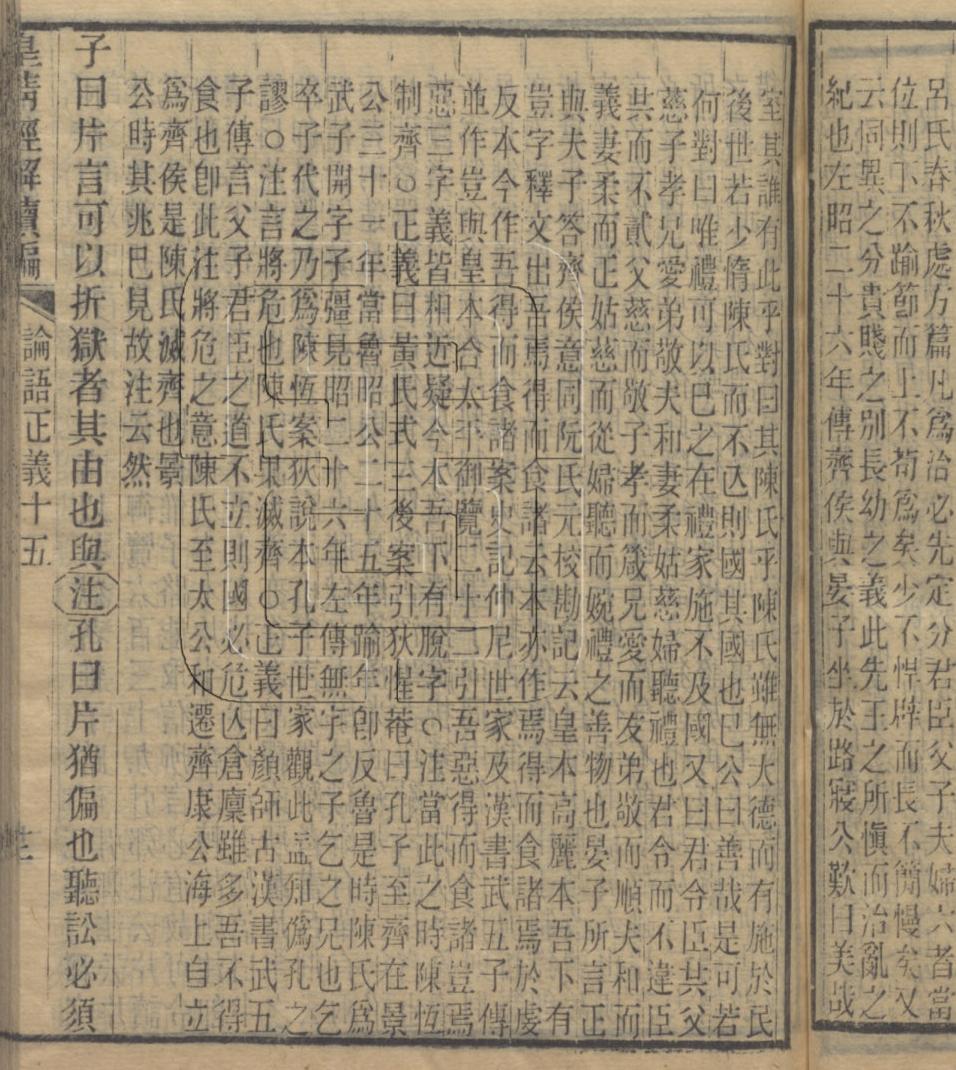 呂氏春秋處方篇凡爲治必先定分君臣父子夫婦六者當
位則下不踰節而上不苟爲矣少不悍辟而長不簡慢矣又
云同異之分貴賤之別長幼之義此先王之所愼而治亂之
紀也左昭二十六年傳齊侯與晏子坐於路寢公歎曰美哉
室其誰有此乎對曰其陳氏乎陳氏雖無大德而有施於民
後世若少惰陳氏而不亾則國其國也已公曰善哉是可若
何對曰唯禮可以已之在禮家施不及國又曰君令臣共父
慈子孝兄愛弟敬夫和妻柔姑慈婦聽禮也君令而不違臣
共而不貳父慈而敬子孝而箴兄愛而友弟敬而順夫和而
義妻柔而正姑慈而從婦聽而婉禮之善物也晏子所言正
與夫子答齊侯意同阮氏元校勘記云皇本高麗本吾下有
豈字釋文出吾焉得而食諸云本亦作焉得而食諸焉於虔
反本今作吾得而食諸案史記仲尼世家及漢書武五子傳
並作豈與皇本合太平御覽二十二引吾惡得而食諸豈焉
惡三字義皆相近疑今本吾下有脫字○注當此之時陳恆
制齊○正義曰黃氏式三後案引狄惺菴曰孔子至齊在景
公三十一年當魯昭公二十五年踰年卽反魯是時陳氏爲
武子開字子彊見昭二十六年左傳無宇之子乞之兄也乞
卒子代之乃爲陳恆案狄說本孔子世家觀此益知僞孔之
謬○注言將危也陳氏果滅齊○正義曰顏師古漢書武五
子傳言父子君臣之道不立則國必危亾倉廩雖多吾不得
食也卽此注將危之意陳氏至太公和遷齊康公海上自立
爲齊侯是陳氏滅齊也景
公時其兆已見故注云然
子曰片言可以折獄者其由也與注孔曰片猶偏也聽訟必須
皇淸經解續編
論語正義十五